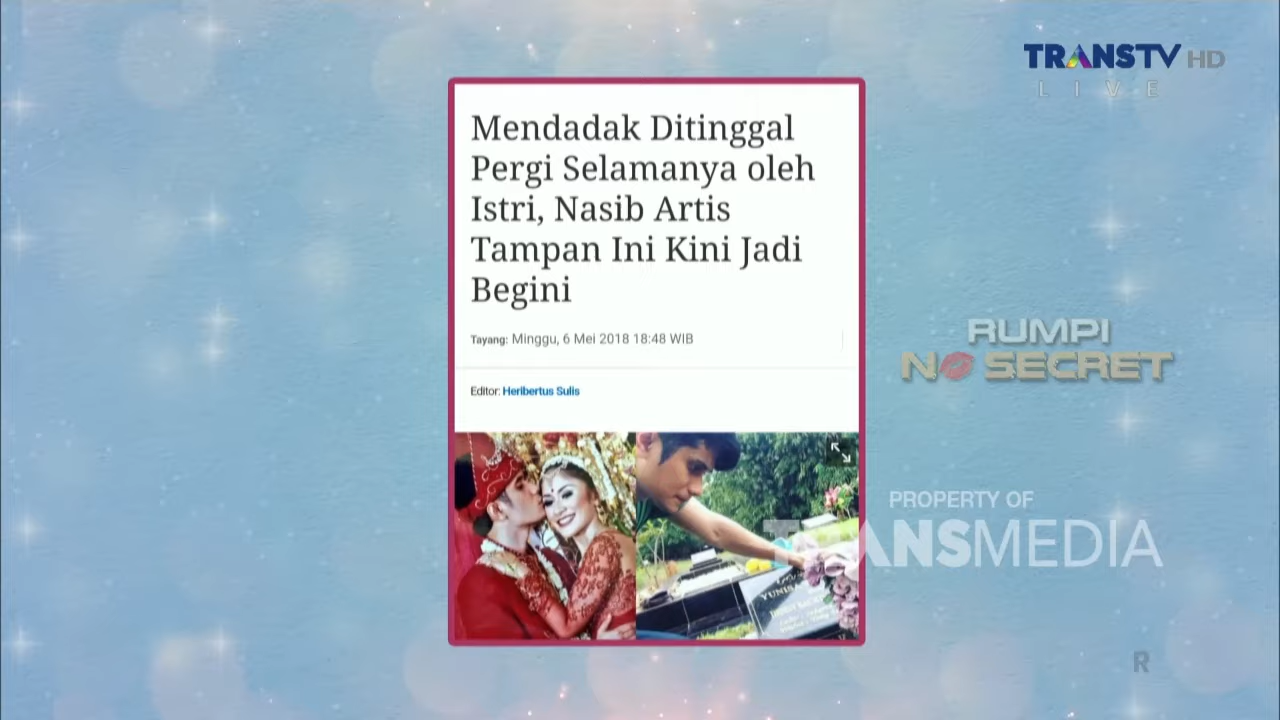 TRANSTV HD
LIVE
Mendadak Ditinggal
Pergi Selamanya oleh
Istri, Nasib Artis
Tampan Ini Kini Jadi
Begini
Tayang: Minggu, 6 Mei 2018 18:48 WIB
Editor: Heribertus Sulis
RUMPI
NO SECRET
PROPERTY OF
TRANSMEDIA
R